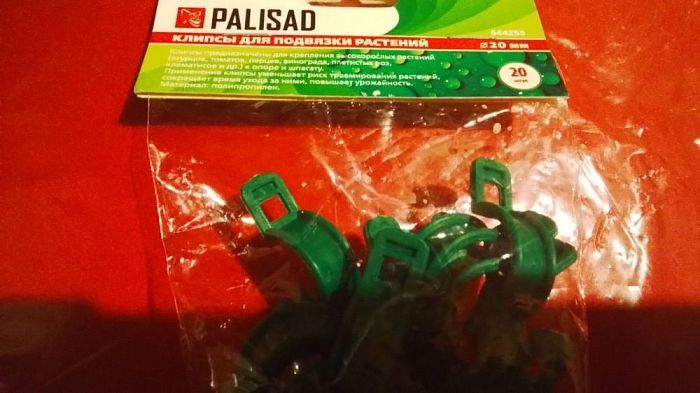 PALISAD
644255
КЛИПСЫ ДЛЯ ПОДВЯЗКИ РАСТЕНИЙ
⌀20 мм
Клипсы предназначены для крепления высокорослых растений
(огурцов, томатов, перцев, винограда, плетистых роз,
клематисов и др.) к опоре и шпагату.
Применение клипсы уменьшает риск травмирования растений,
сокращает время ухода за ними, повышает урожайность.
Материал: полипропилен.
20
штук